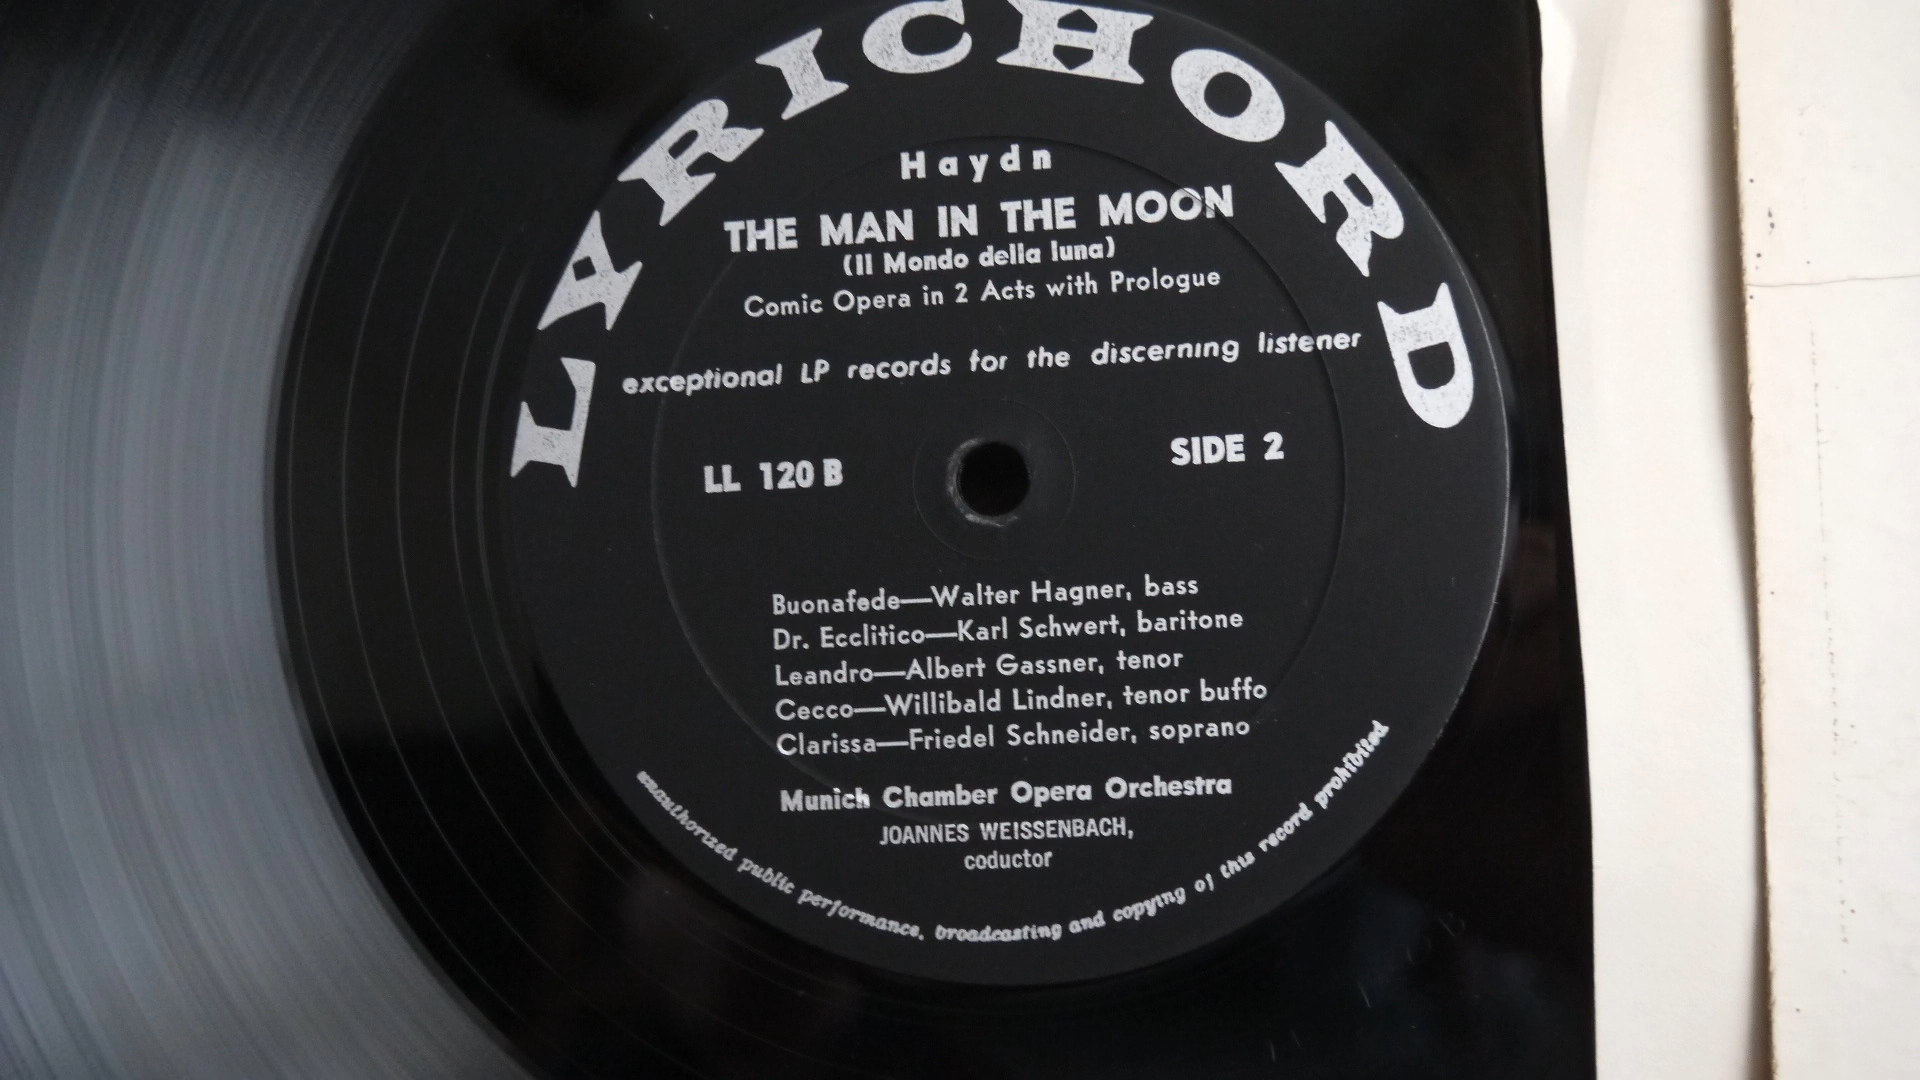 LYRICHORD
Haydn
THE MAN IN THE MOON
(Il Mondo della luna)
Comic Opera in 2 Acts with Prologue
exceptional LP records for the discerning listener
LL 120 B
SIDE 2
Buonafede—Walter Hagner, bass
Dr. Ecclitico—Karl Schwert, baritone
Leandro—Albert Gassner, tenor
Cecco—Willibald Lindner, tenor buffo
Clarissa—Friedel Schneider, soprano
Munich Chamber Opera Orchestra
JOANNES WEISSENBACH,
coductor
unauthorized public performance, broadcasting and copying of this record prohibited